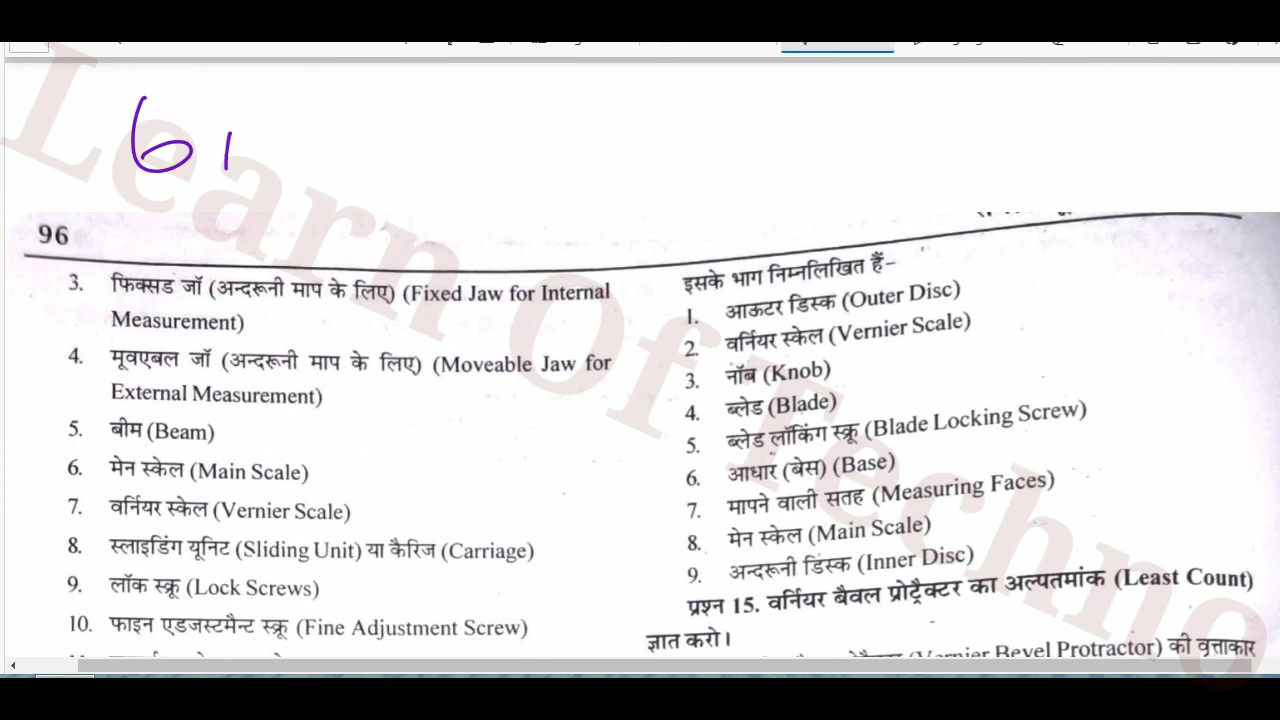 61
96
3. फिक्सड जॉ (अन्दरूनी माप के लिए) (Fixed Jaw for Internal
Measurement)
4. मूवएबल जॉ (अन्दरूनी माप के लिए) (Moveable Jaw for
External Measurement)
5. बीम (Beam)
6. मेन स्केल (Main Scale)
7. वर्नियर स्केल (Vernier Scale)
8. स्लाइडिंग यूनिट (Sliding Unit) या कैरिज (Carriage)
9. लॉक स्क्रू (Lock Screws)
10. फाइन एडजस्टमैन्ट स्क्रू (Fine Adjustment Screw)
इसके भाग निम्नलिखित हैं–
1. आऊटर डिस्क (Outer Disc)
2. वर्नियर स्केल (Vernier Scale)
3. नॉब (Knob)
4. ब्लेड (Blade)
5. ब्लेड लॉकिंग स्क्रू (Blade Locking Screw)
6. आधार (बेस) (Base)
7. मापने वाली सतह (Measuring Faces)
8. मेन स्केल (Main Scale)
9. अन्दरूनी डिस्क (Inner Disc)
प्रश्न 15. वर्नियर बैवल प्रोट्रैक्टर का अल्पतमांक (Least Count)
ज्ञात करो।
(Vernier Bevel Protractor) की वृत्ताकार
Learn Of Techno